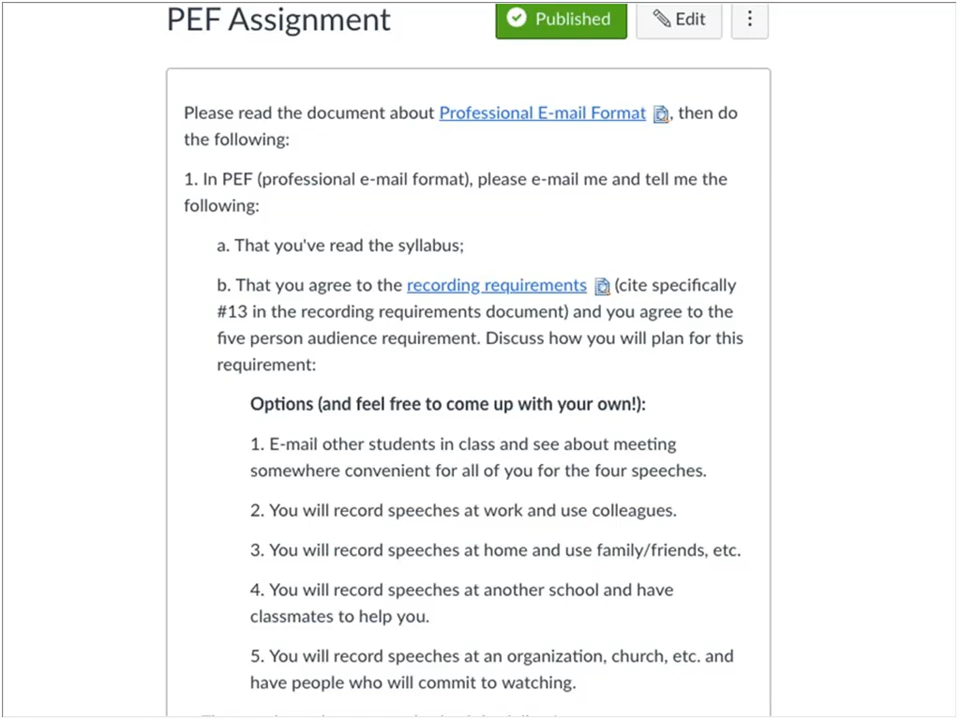 PEF Assignment
Published
Edit
Please read the document about Professional E-mail Format , then do
the following:
1. In PEF (professional e-mail format), please e-mail me and tell me the
following:
a. That you've read the syllabus;
b. That you agree to the recording requirements (cite specifically
#13 in the recording requirements document) and you agree to the
five person audience requirement. Discuss how you will plan for this
requirement:
Options (and feel free to come up with your own!):
1. E-mail other students in class and see about meeting
somewhere convenient for all of you for the four speeches.
2. You will record speeches at work and use colleagues.
3. You will record speeches at home and use family/friends, etc.
4. You will record speeches at another school and have
classmates to help you.
5. You will record speeches at an organization, church, etc. and
have people who will commit to watching.